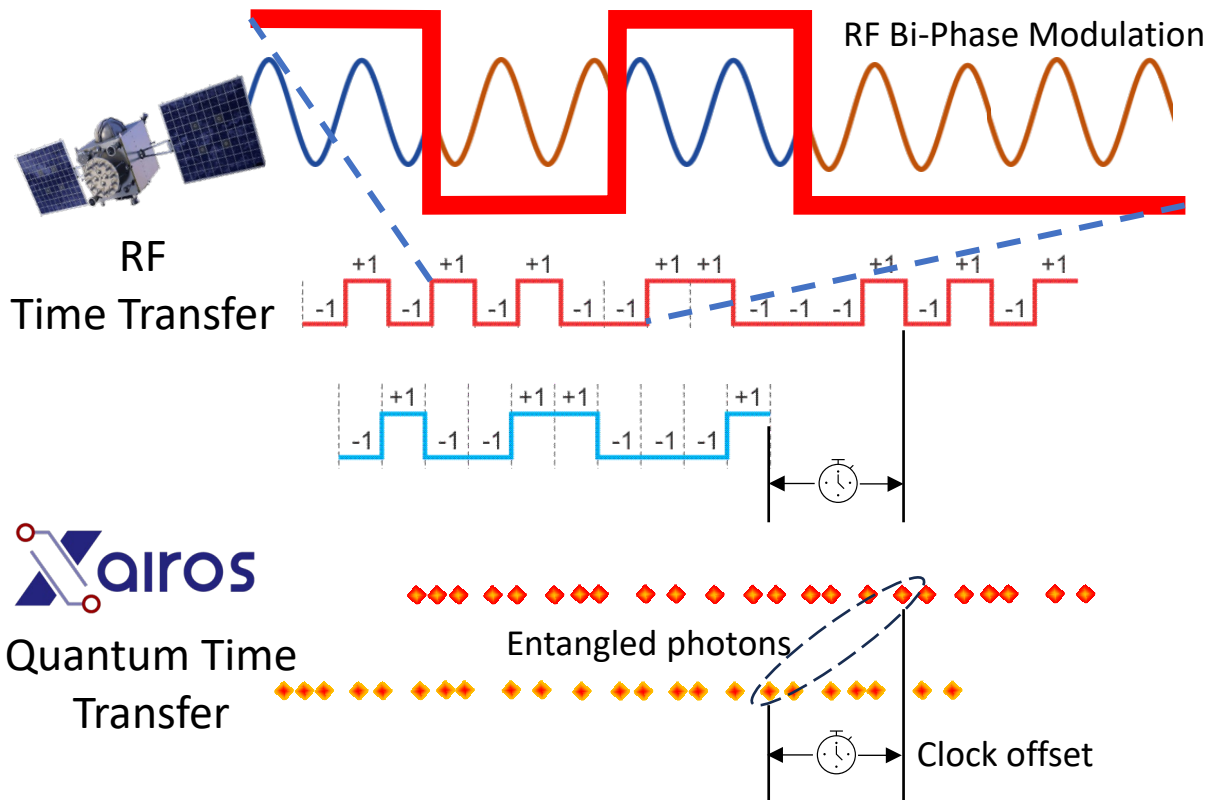 RF Bi-Phase Modulation
RF
Time Transfer
+1 +1 +1 +1 +1 +1 +1 +1
-1 -1 -1 -1 -1 -1 -1 -1 -1 -1
+1 +1 +1 +1
-1 -1 -1 -1 -1 -1
Xairos
Quantum Time
Transfer
Entangled photons
Clock offset